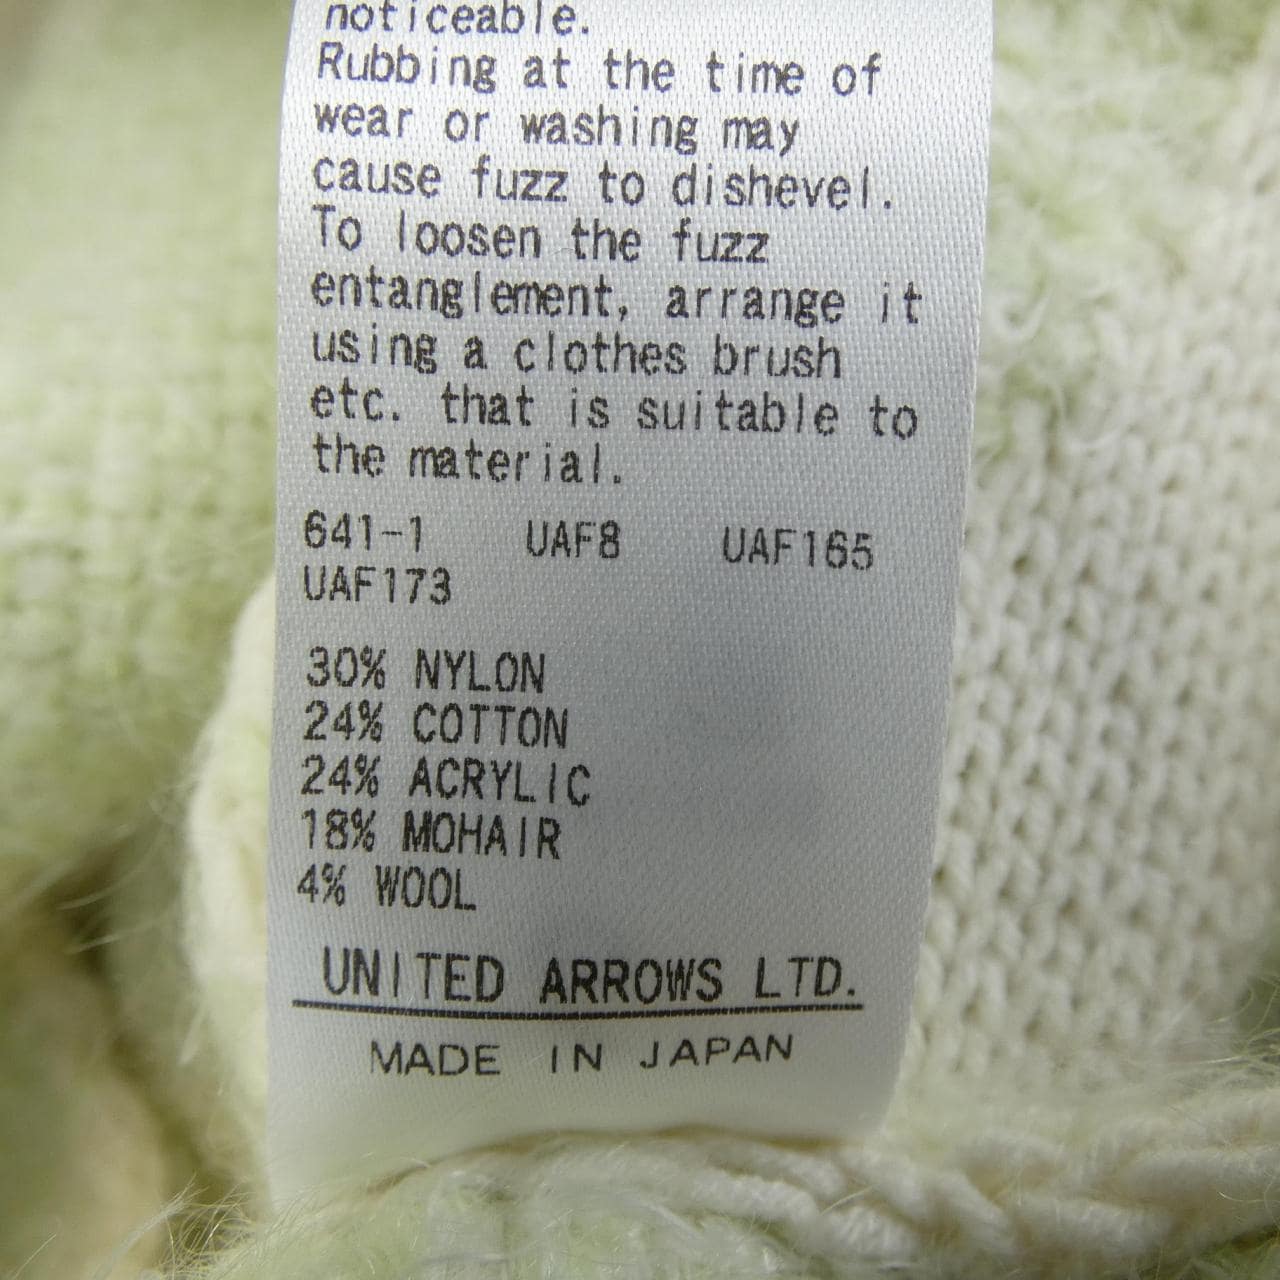 noticeable.
Rubbing at the time of
wear or washing may
cause fuzz to dishevel.
To loosen the fuzz
entanglement, arrange it
using a clothes brush
etc. that is suitable to
the material.
641-1 UAF8 UAF165
UAF173
30% NYLON
24% COTTON
24% ACRYLIC
18% MOHAIR
4% WOOL
UNITED ARROWS LTD.
MADE IN JAPAN